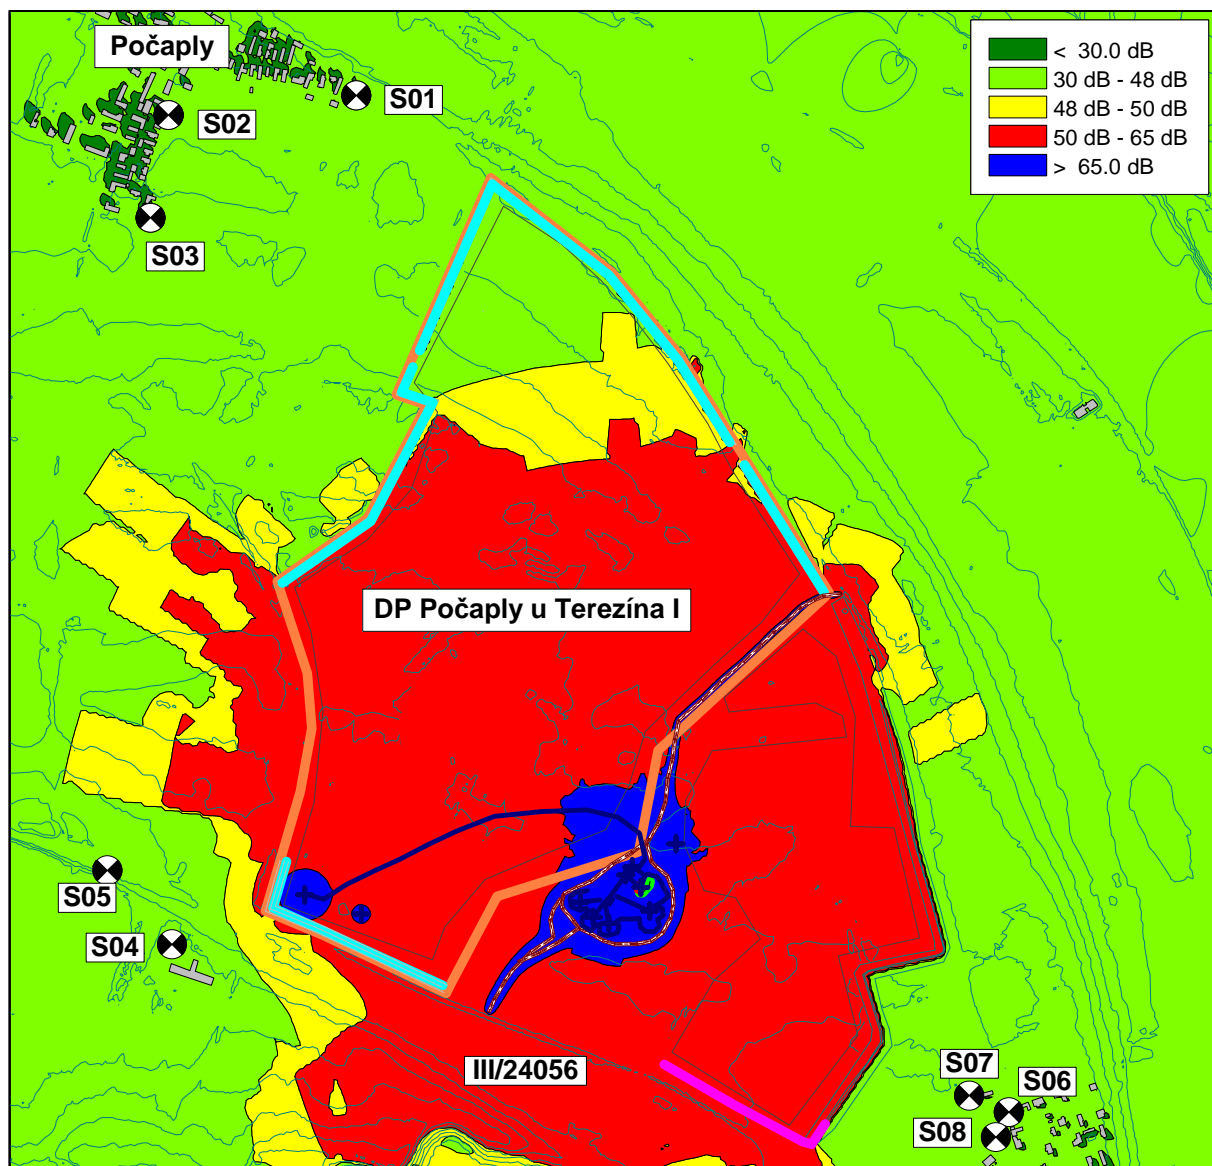 Počaply
S01
S02
S03
< 30.0 dB
30 dB - 48 dB
48 dB - 50 dB
50 dB - 65 dB
> 65.0 dB
DP Počaply u Terezína I
S05
S04
III/24056
S07
S06
S08